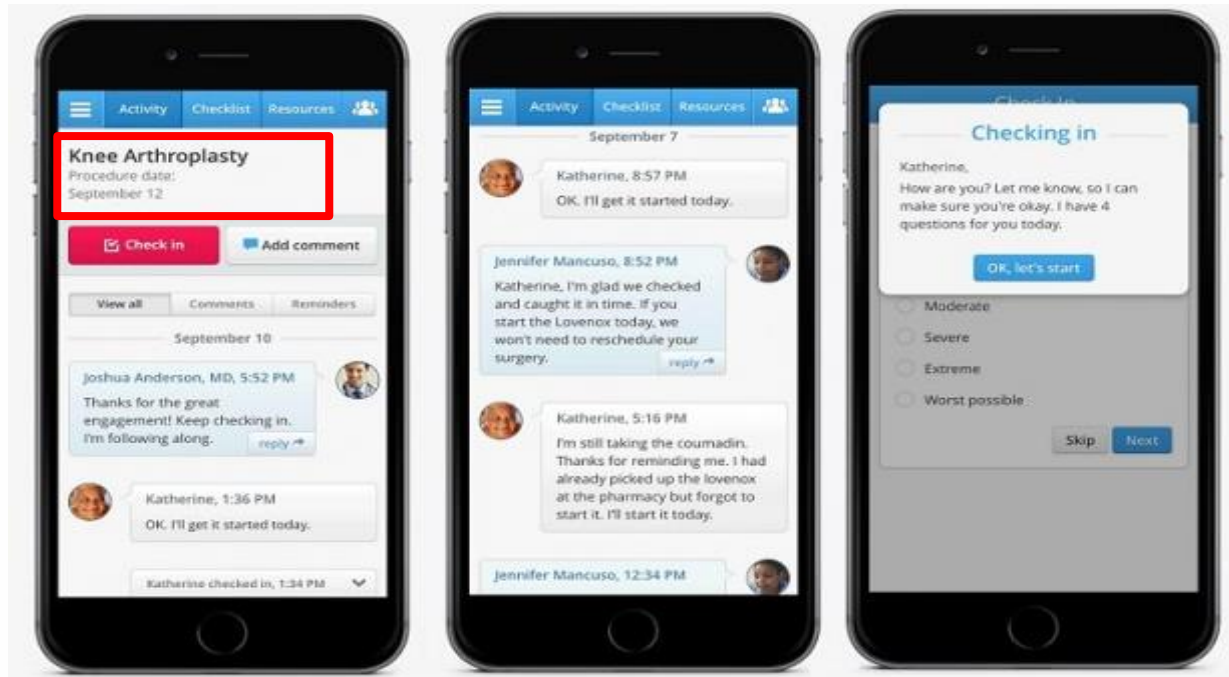 Activity Checklist Resources
Knee Arthroplasty
Procedure date:
September 12
Check in
Add comment
View all Comments Reminders
September 10
Joshua Anderson, MD, 5:52 PM
Thanks for the great
engagement! Keep checking in.
I'm following along.
reply
Katherine, 1:36 PM
OK. I'll get it started today.
Katherine checked in, 1:34 PM
Activity Checklist Resources
September 7
Katherine, 8:57 PM
OK. I'll get it started today.
Jennifer Mancuso, 8:52 PM
Katherine, I'm glad we checked
and caught it in time. If you
start the Lovenox today, we
won't need to reschedule your
surgery.
reply
Katherine, 5:16 PM
I'm still taking the coumadin.
Thanks for reminding me. I had
already picked up the lovenox
at the pharmacy but forgot to
start it. I'll start it today.
Jennifer Mancuso, 12:34 PM
Check In
Checking in
Katherine,
How are you? Let me know, so I can
make sure you're okay. I have 4
questions for you today.
OK, let's start
Moderate
Severe
Extreme
Worst possible
Skip Next